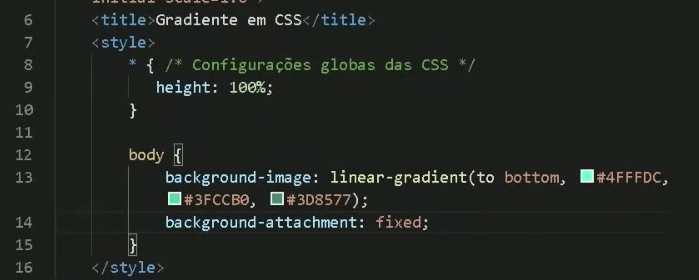 initial-scale=1.0">
6 <title>Gradiente em CSS</title>
7 <style>
8 * { /* Configurações globas das CSS */
9 height: 100%;
10 }
11
12 body {
13 background-image: linear-gradient(to bottom, #4FFFDC,
#3FCCB0, #3D8577);
14 background-attachment: fixed;
15 }
16 </style>